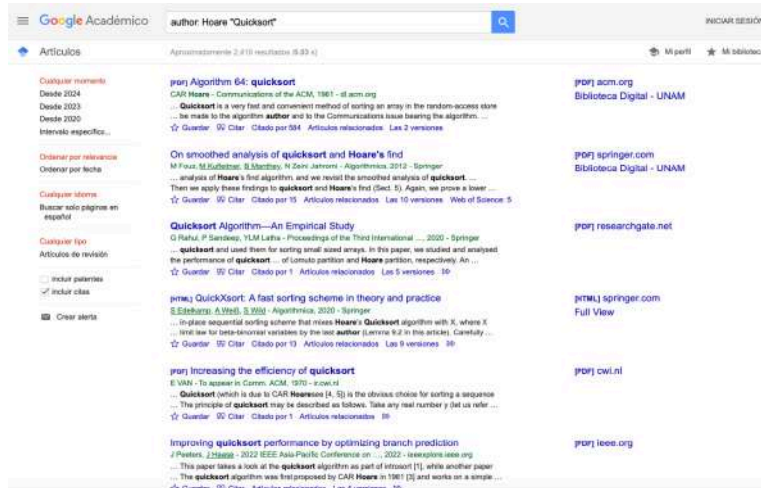 Google Académico
author: Hoare "Quicksort"
INICIAR SESIÓN
Artículos
Aproximadamente 2,410 resultados
Mi perfil
Mi bibliotec
Cualquier momento
Desde 2024
Desde 2023
Desde 2020
Intervalo específico...
Ordenar por relevancia
Ordenar por fecha
Cualquier idioma
Buscar solo páginas en
español
Cualquier tipo
Artículos de revisión
incluir patentes
incluir citas
Crear alerta
[PDF] Algorithm 64: quicksort
CAR Hoare - Communications of the ACM, 1961 - dl.acm.org
... Quicksort is a very fast and convenient method of sorting an array in the random-access store
... be made to the algorithm author and to the Communications issue bearing the algorithm. ...
Guardar Citar Citado por 584 Artículos relacionados Las 2 versiones
[PDF] acm.org
Biblioteca Digital - UNAM
On smoothed analysis of quicksort and Hoare's find
M Fouz, M Kufleitner, B Manthey, N Zeini Jahromi - Algorithmica, 2012 - Springer
... analysis of Hoare's find algorithm, and we revisit the smoothed analysis of quicksort. ...
Then we apply these findings to quicksort and Hoare's find (Sect. 5). Again, we prove a lower ...
Guardar Citar Citado por 15 Artículos relacionados Las 10 versiones Web of Science: 5
[PDF] springer.com
Biblioteca Digital - UNAM
Quicksort Algorithm—An Empirical Study
G Rahul, P Sandeep, YLM Latha - Proceedings of the Third International ..., 2020 - Springer
... quicksort and used them for sorting small sized arrays. In this paper, we studied and analysed
the performance of quicksort ... of Lomuto partition and Hoare partition, respectively. An ...
Guardar Citar Citado por 1 Artículos relacionados Las 5 versiones
[PDF] researchgate.net
[HTML] QuickXsort: A fast sorting scheme in theory and practice
S Edelkamp, A Weiß, S Wild - Algorithmica, 2020 - Springer
... in-place sequential sorting scheme that mixes Hoare's Quicksort algorithm with X, where X
... limit law for beta-binomial variables by the last author (Lemma 9.2 in this article). Carefully ...
Guardar Citar Citado por 13 Artículos relacionados Las 9 versiones
[HTML] springer.com
Full View
[PDF] Increasing the efficiency of quicksort
E VAN - To appear in Comm. ACM, 1970 - ir.cwi.nl
... Quicksort (which is due to CAR Hoaresee [4, 5]) is the obvious choice for sorting a sequence
... The principle of quicksort may be described as follows. Take any real number y (let us refer ...
Guardar Citar Citado por 1 Artículos relacionados
[PDF] cwi.nl
Improving quicksort performance by optimizing branch prediction
J Peeters, J Haase - 2022 IEEE Asia-Pacific Conference on ..., 2022 - ieeexplore.ieee.org
... This paper takes a look at the quicksort algorithm as part of introsort [1], while another paper
... The quicksort algorithm was first proposed by CAR Hoare in 1961 [3] and works on a simple ...
[PDF] ieee.org